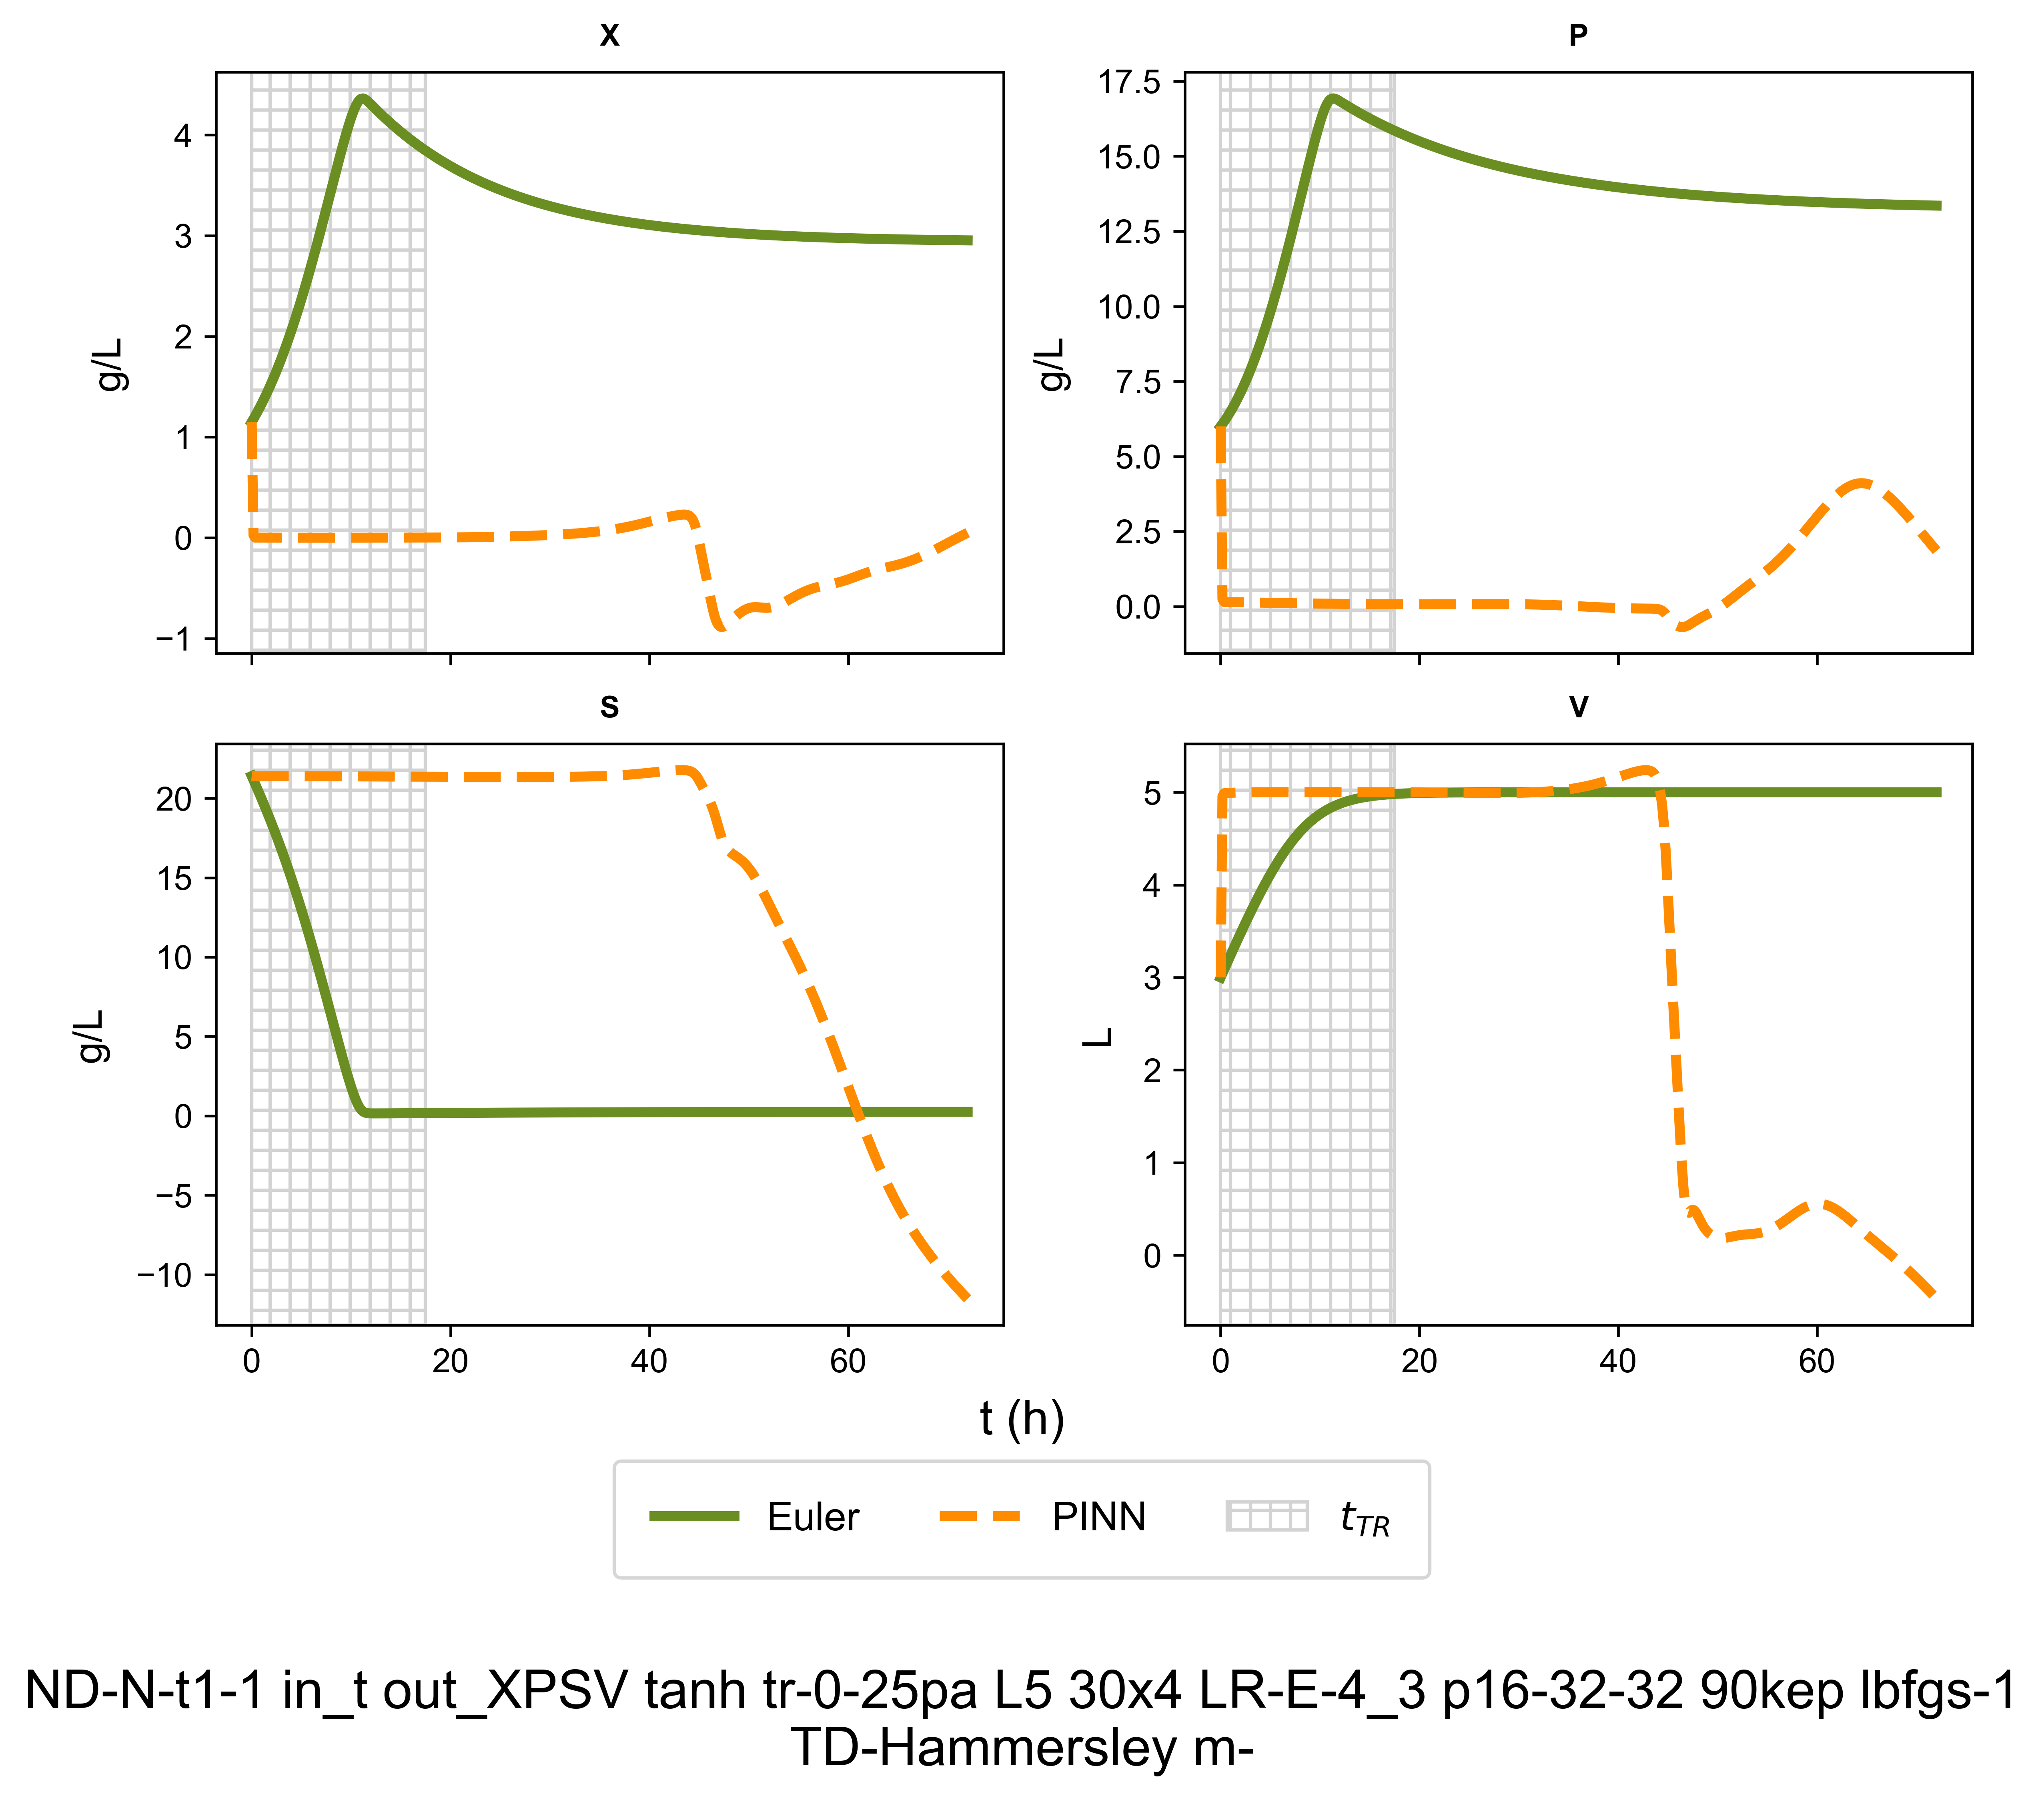 X
4
3
2
1
0
−1
g/L
P
17.5
15.0
12.5
10.0
7.5
5.0
2.5
0.0
g/L
S
20
15
10
5
0
−5
−10
g/L
0 20 40 60
V
5
4
3
2
1
0
L
0 20 40 60
t (h)
Euler PINN t_TR
ND-N-t1-1 in_t out_XPSV tanh tr-0-25pa L5 30x4 LR-E-4_3 p16-32-32 90kep lbfgs-1
TD-Hammersley m-